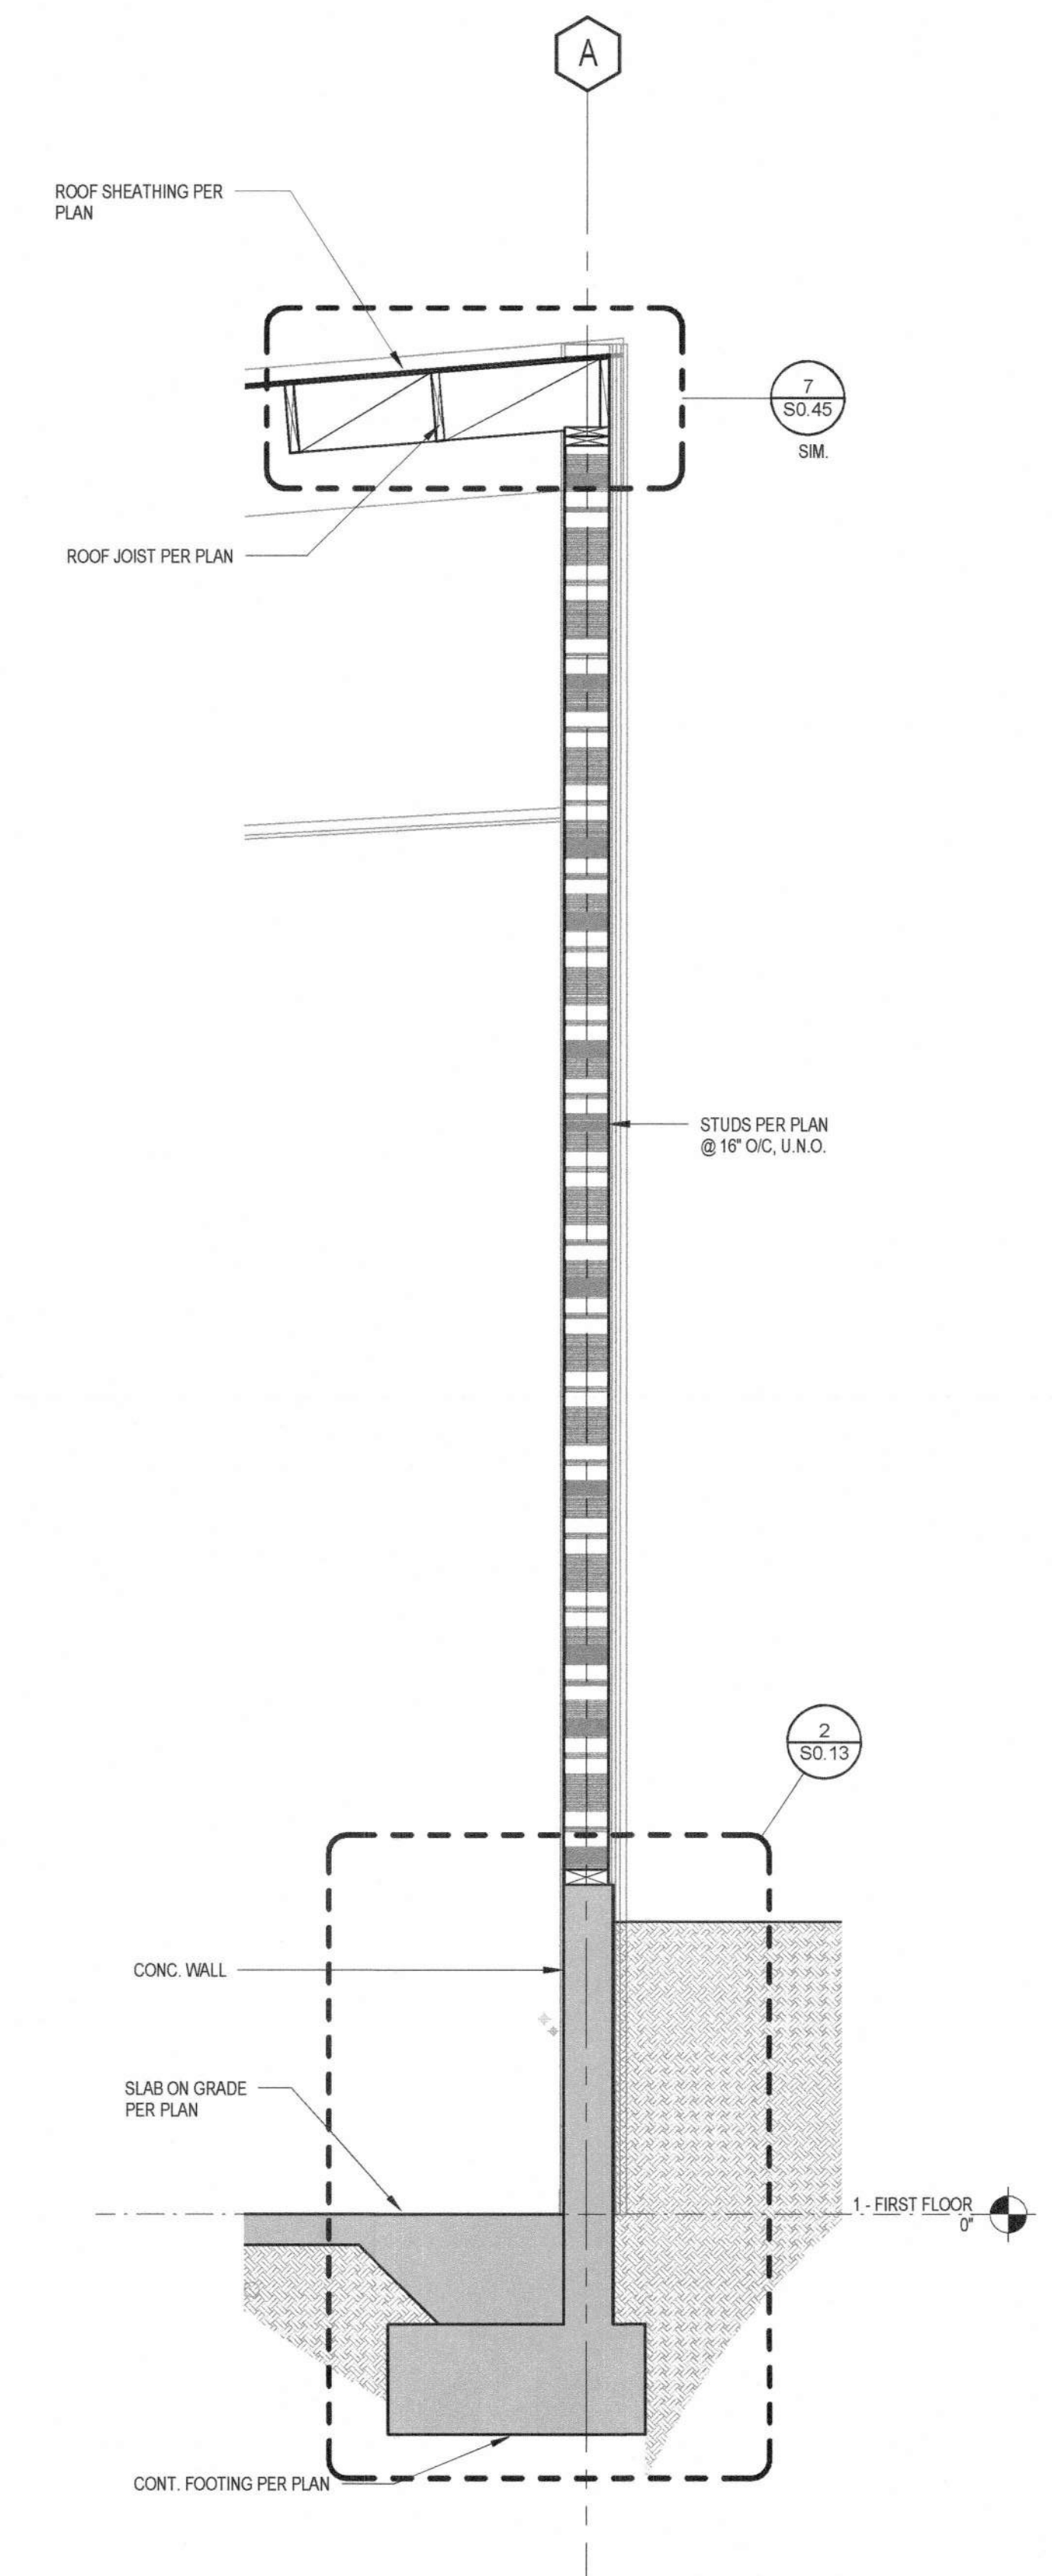 A
ROOF SHEATHING PER
PLAN
7
S0.45
SIM.
ROOF JOIST PER PLAN
STUDS PER PLAN
@ 16" O/C, U.N.O.
2
S0.13
CONC. WALL
SLAB ON GRADE
PER PLAN
1 - FIRST FLOOR
0"
CONT. FOOTING PER PLAN